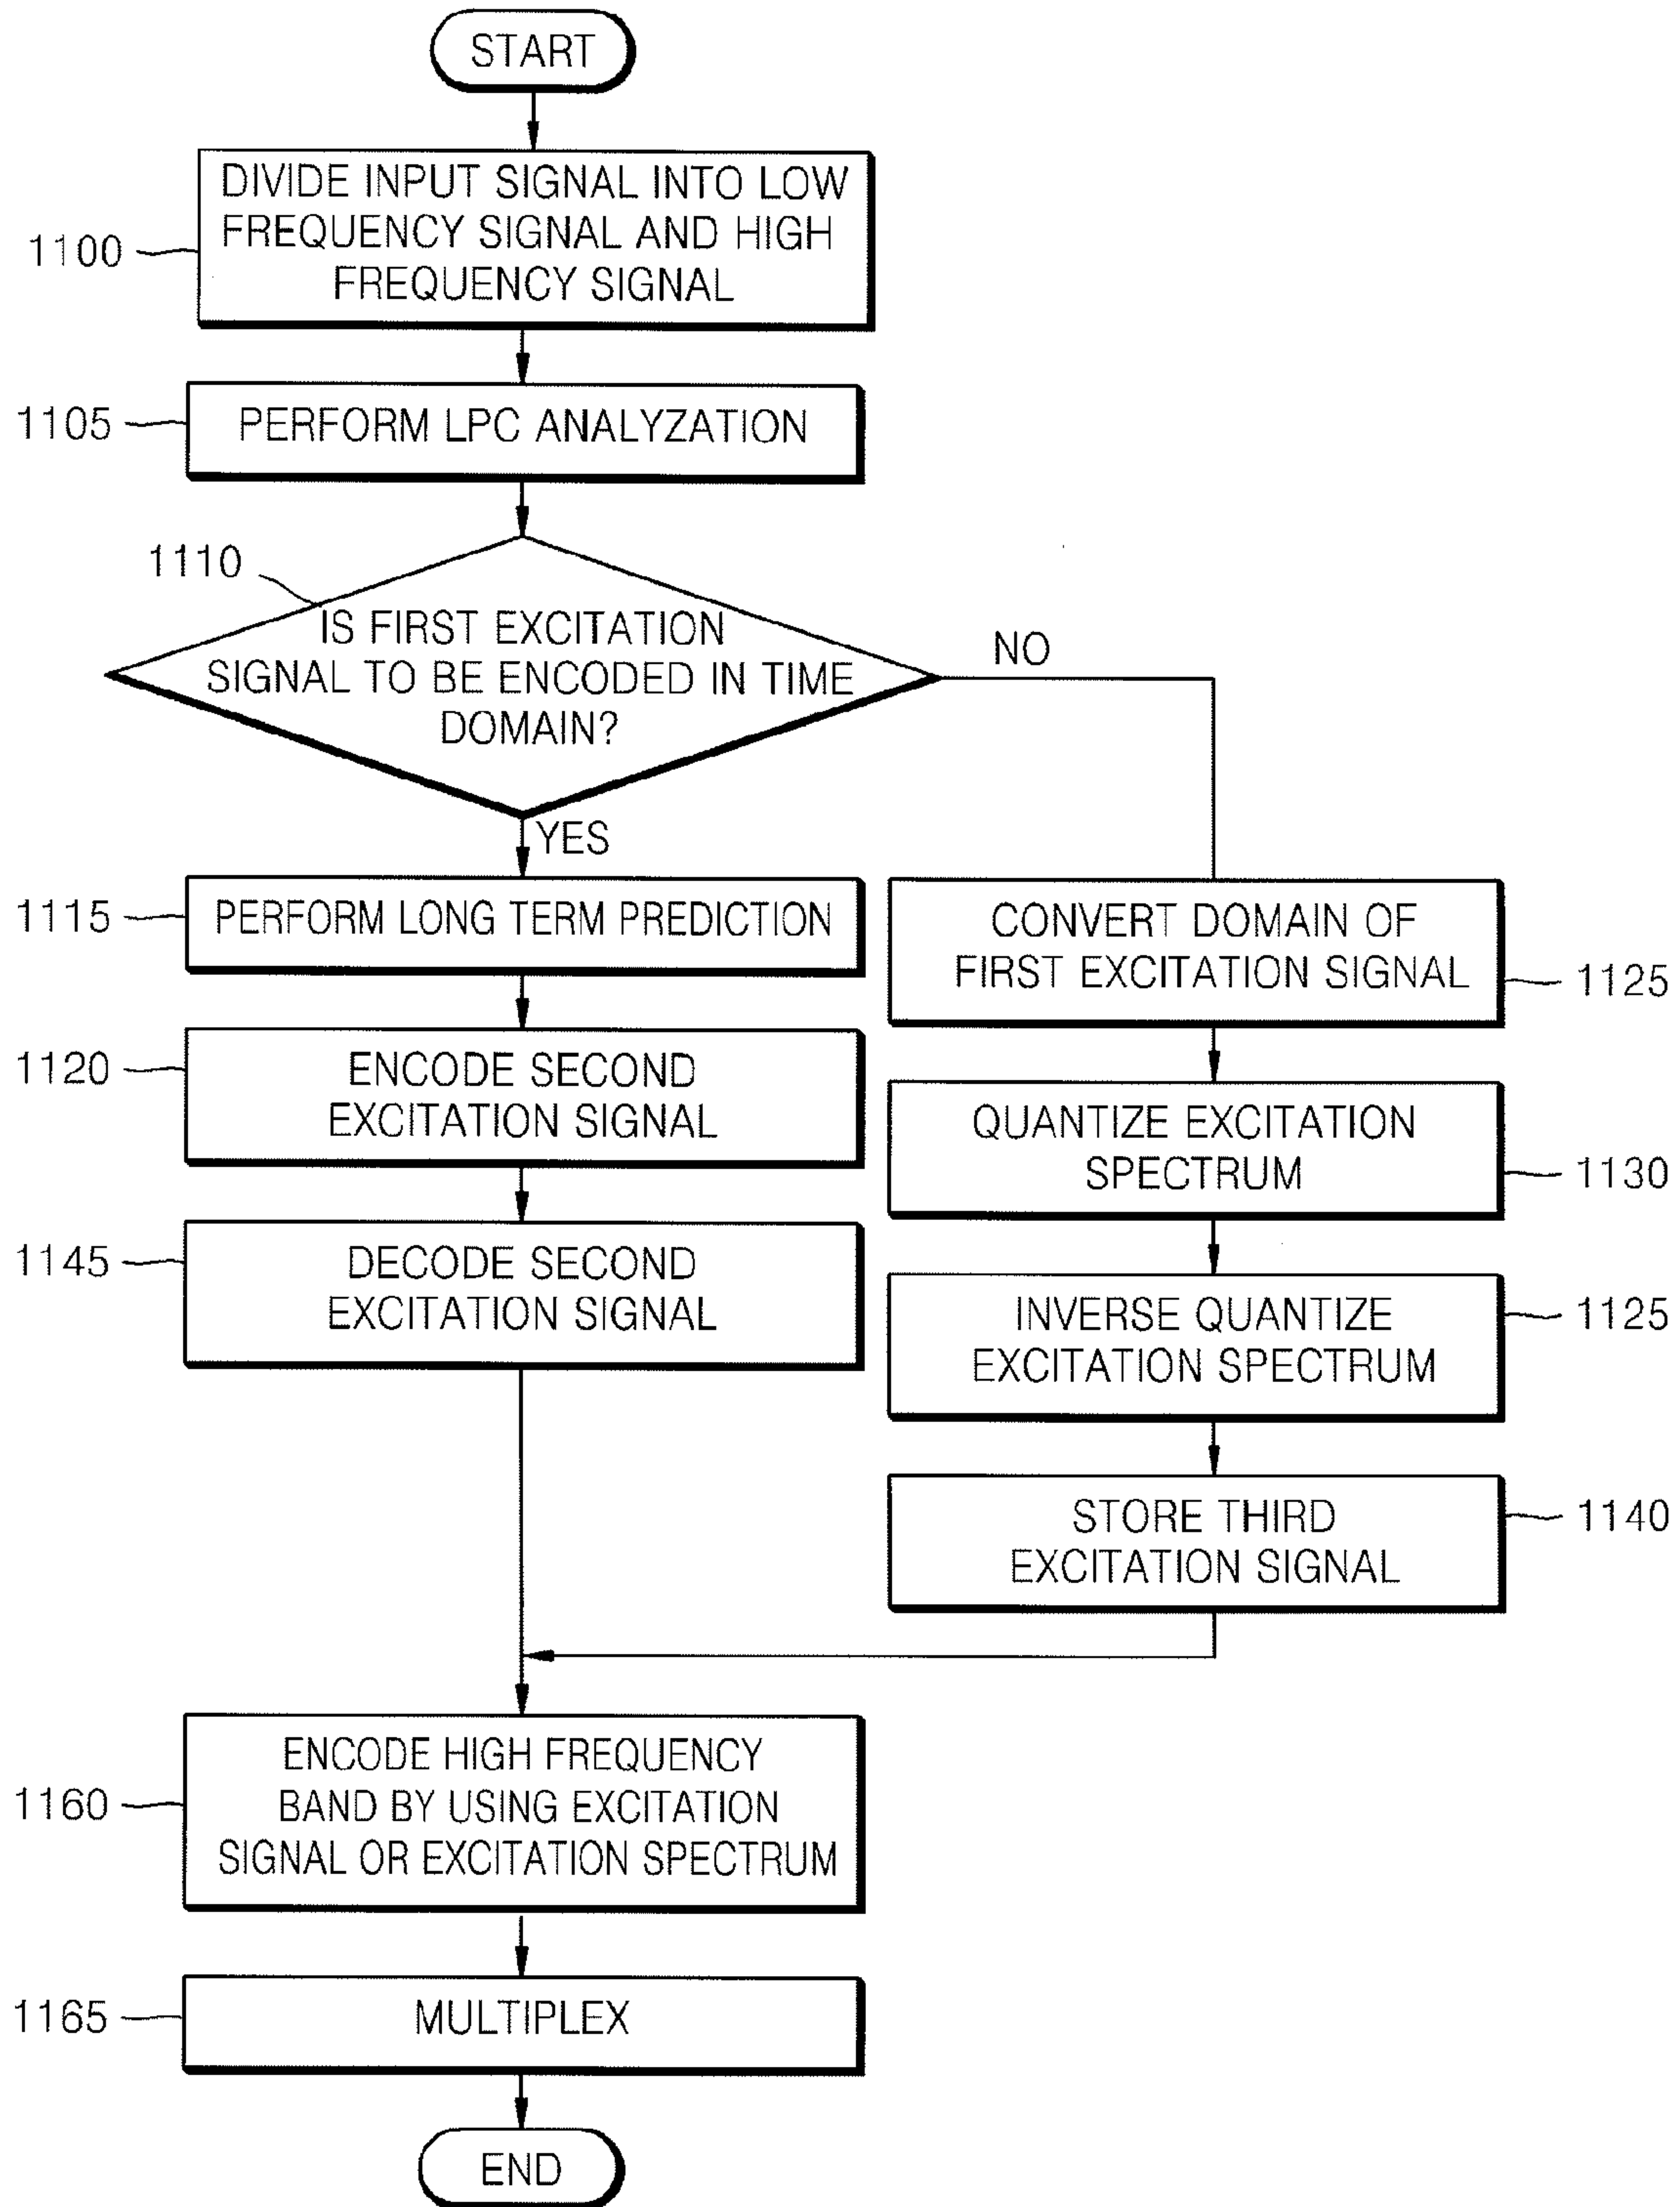 START
DIVIDE INPUT SIGNAL INTO LOW
FREQUENCY SIGNAL AND HIGH
FREQUENCY SIGNAL
1100
1105
PERFORM LPC ANALYZATION
1110
IS FIRST EXCITATION
SIGNAL TO BE ENCODED IN TIME
DOMAIN?
NO
YES
1115
PERFORM LONG TERM PREDICTION
CONVERT DOMAIN OF
FIRST EXCITATION SIGNAL
1125
1120
ENCODE SECOND
EXCITATION SIGNAL
QUANTIZE EXCITATION
SPECTRUM
1130
1145
DECODE SECOND
EXCITATION SIGNAL
INVERSE QUANTIZE
EXCITATION SPECTRUM
1125
STORE THIRD
EXCITATION SIGNAL
1140
1160
ENCODE HIGH FREQUENCY
BAND BY USING EXCITATION
SIGNAL OR EXCITATION SPECTRUM
1165
MULTIPLEX
END